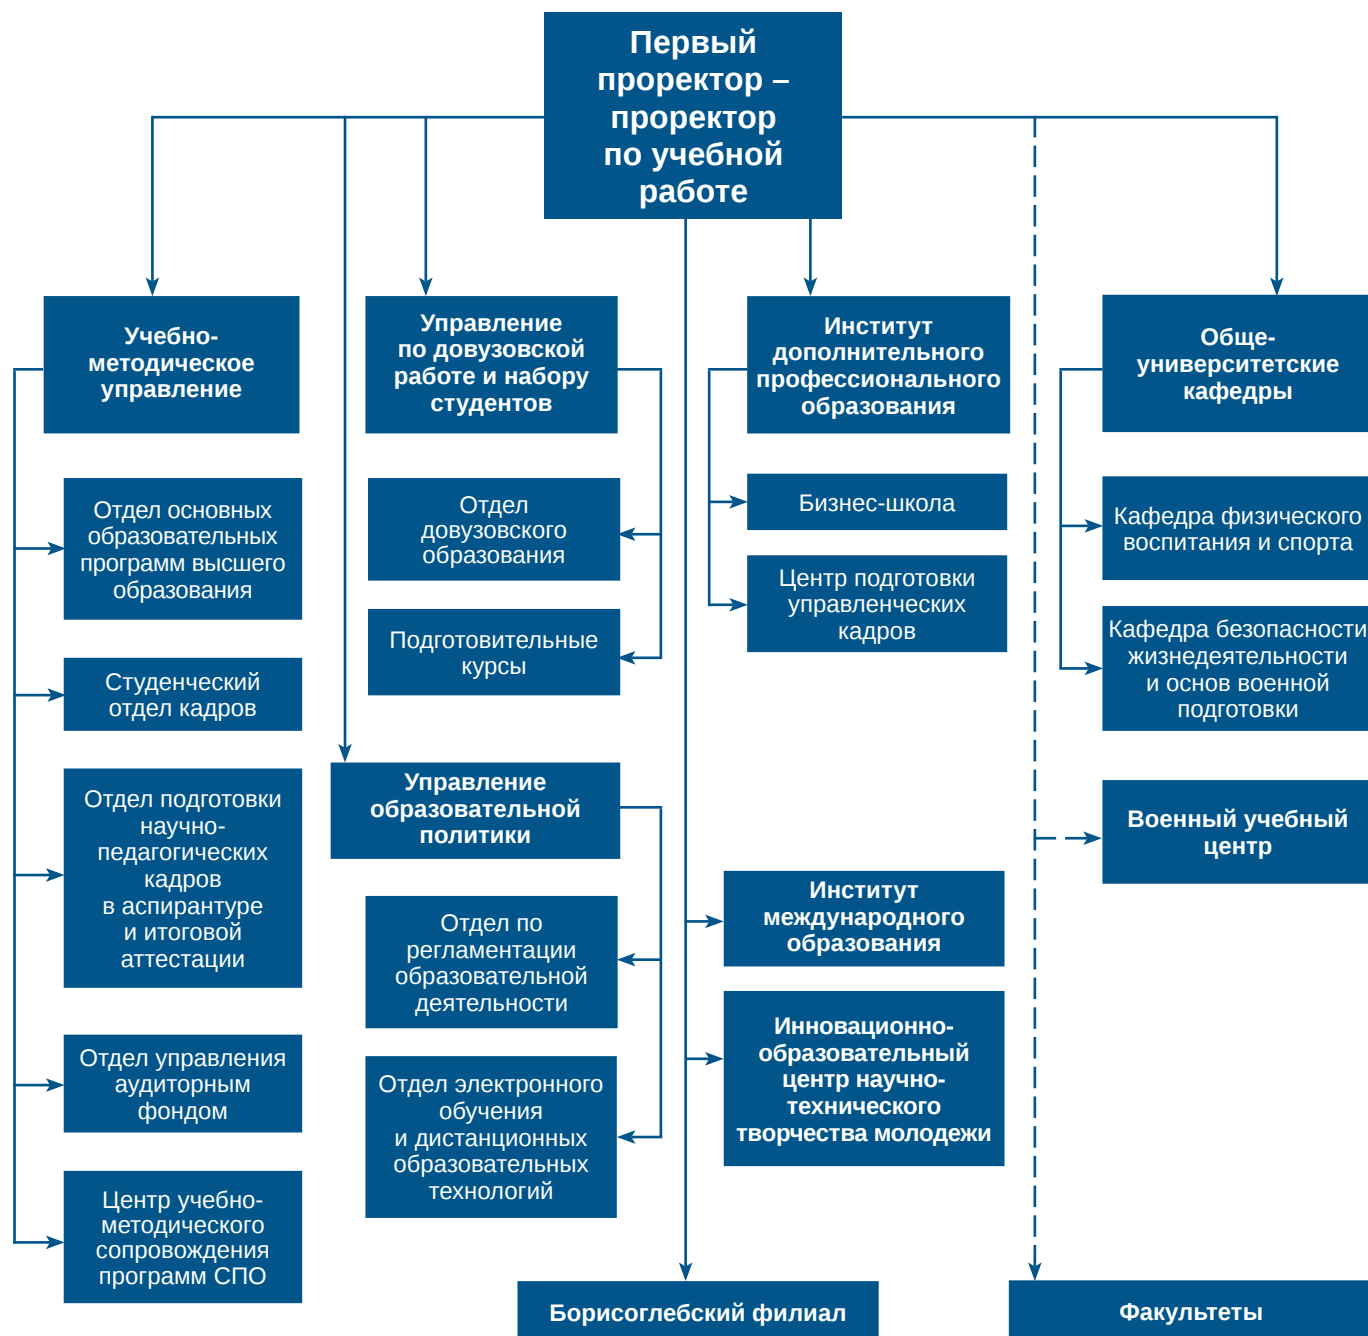 Первый
проректор –
проректор
по учебной
работе
Учебно-
методическое
управление
Отдел основных
образовательных
программ высшего
образования
Студенческий
отдел кадров
Отдел подготовки
научно-
педагогических
кадров
в аспирантуре
и итоговой
аттестации
Отдел управления
аудиторным
фондом
Центр учебно-
методического
сопровождения
программ СПО
Управление
по довузовской
работе и набору
студентов
Отдел
довузовского
образования
Подготовительные
курсы
Управление
образовательной
политики
Отдел по
регламентации
образовательной
деятельности
Отдел электронного
обучения
и дистанционных
образовательных
технологий
Институт
дополнительного
профессионального
образования
Бизнес-школа
Центр подготовки
управленческих
кадров
Институт
международного
образования
Инновационно-
образовательный
центр научно-
технического
творчества молодежи
Борисоглебский филиал
Обще-
университетские
кафедры
Кафедра физического
воспитания и спорта
Кафедра безопасности
жизнедеятельности
и основ военной
подготовки
Военный учебный
центр
Факультеты